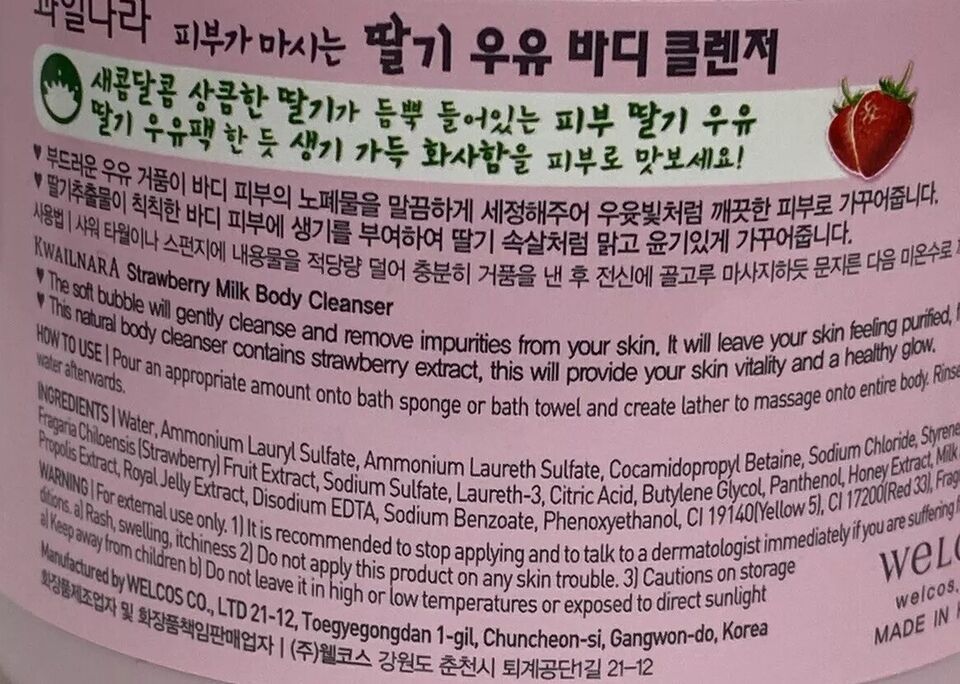 과일나라 피부가 마시는 딸기 우유 바디 클렌저
새콤달콤 상큼한 딸기가 듬뿍 들어있는 피부 딸기 우유
딸기 우유팩 한 듯 생기 가득 화사함을 피부로 맛보세요!
♥ 부드러운 우유 거품이 바디 피부의 노폐물을 말끔하게 세정해주어 우윳빛처럼 깨끗한 피부로 가꾸어줍니다.
♥ 딸기추출물이 칙칙한 바디 피부에 생기를 부여하여 딸기 속살처럼 맑고 윤기있게 가꾸어줍니다.
사용법 | 샤워 타월이나 스펀지에 내용물을 적당량 덜어 충분히 거품을 낸 후 전신에 골고루 마사지하듯 문지른 다음 미온수로
KWAILNARA Strawberry Milk Body Cleanser
♥ The soft bubble will gently cleanse and remove impurities from your skin. It will leave your skin feeling purified,
♥ This natural body cleanser contains strawberry extract, this will provide your skin vitality and a healthy glow.
HOW TO USE | Pour an appropriate amount onto bath sponge or bath towel and create lather to massage onto entire body. Rinse
water afterwards.
INGREDIENTS | Water, Ammonium Lauryl Sulfate, Ammonium Laureth Sulfate, Cocamidopropyl Betaine, Sodium Chloride, Styrene
Fragaria Chiloensis (Strawberry) Fruit Extract, Sodium Sulfate, Laureth-3, Citric Acid, Butylene Glycol, Panthenol, Honey Extract, Milk
Propolis Extract, Royal Jelly Extract, Disodium EDTA, Sodium Benzoate, Phenoxyethanol, CI 19140(Yellow 5), CI 17200(Red 33), Frag
WARNING | For external use only. 1) It is recommended to stop applying and to talk to a dermatologist immediately if you are suffering
ditions. a) Rash, swelling, itchiness 2) Do not apply this product on any skin trouble. 3) Cautions on storage
a) Keep away from children b) Do not leave it in high or low temperatures or exposed to direct sunlight
Manufactured by WELCOS CO., LTD 21-12, Toegyegongdan 1-gil, Chuncheon-si, Gangwon-do, Korea
화장품제조업자 및 화장품책임판매업자 | (주)웰코스 강원도 춘천시 퇴계공단1길 21-12
welc
welcos.
MADE IN